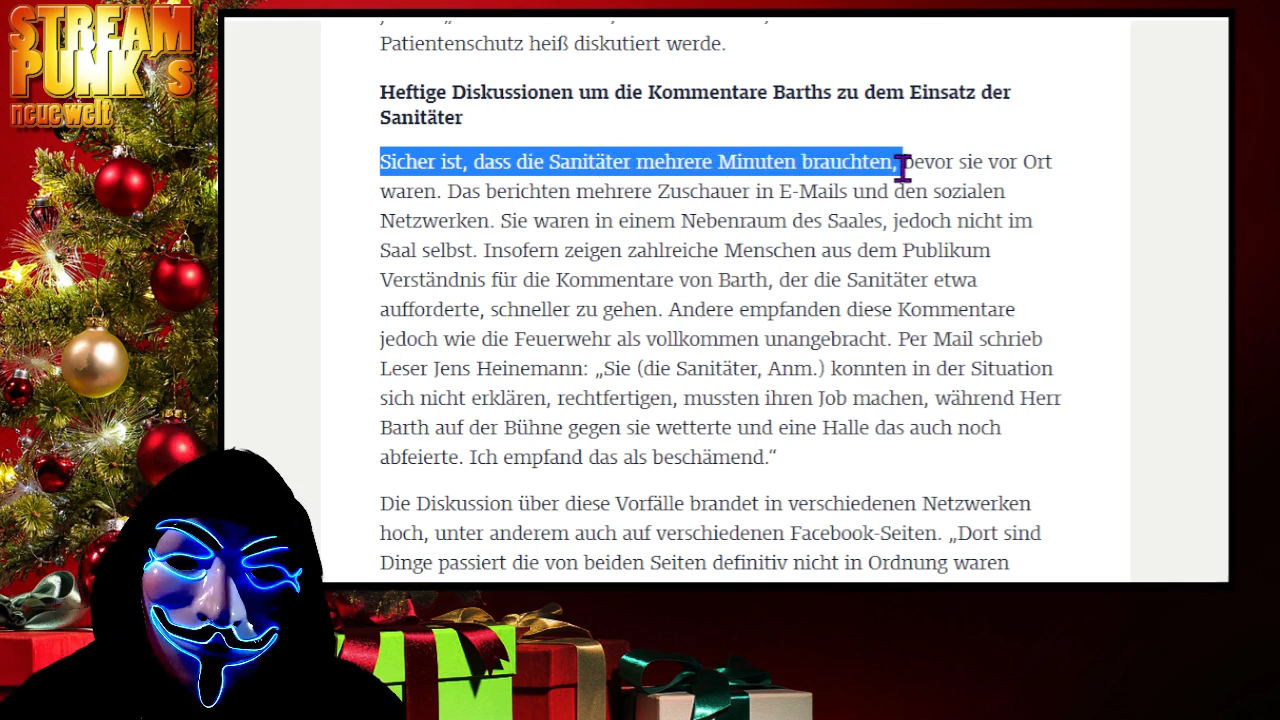 STREAM
PUNK´s
neue welt
Patientenschutz heiß diskutiert werde.
Heftige Diskussionen um die Kommentare Barths zu dem Einsatz der
Sanitäter
Sicher ist, dass die Sanitäter mehrere Minuten brauchten, bevor sie vor Ort
waren. Das berichten mehrere Zuschauer in E-Mails und den sozialen
Netzwerken. Sie waren in einem Nebenraum des Saales, jedoch nicht im
Saal selbst. Insofern zeigen zahlreiche Menschen aus dem Publikum
Verständnis für die Kommentare von Barth, der die Sanitäter etwa
aufforderte, schneller zu gehen. Andere empfanden diese Kommentare
jedoch wie die Feuerwehr als vollkommen unangebracht. Per Mail schrieb
Leser Jens Heinemann: „Sie (die Sanitäter, Anm.) konnten in der Situation
sich nicht erklären, rechtfertigen, mussten ihren Job machen, während Herr
Barth auf der Bühne gegen sie wetterte und eine Halle das auch noch
abfeierte. Ich empfand das als beschämend.“
Die Diskussion über diese Vorfälle brandet in verschiedenen Netzwerken
hoch, unter anderem auch auf verschiedenen Facebook-Seiten. „Dort sind
Dinge passiert die von beiden Seiten definitiv nicht in Ordnung waren